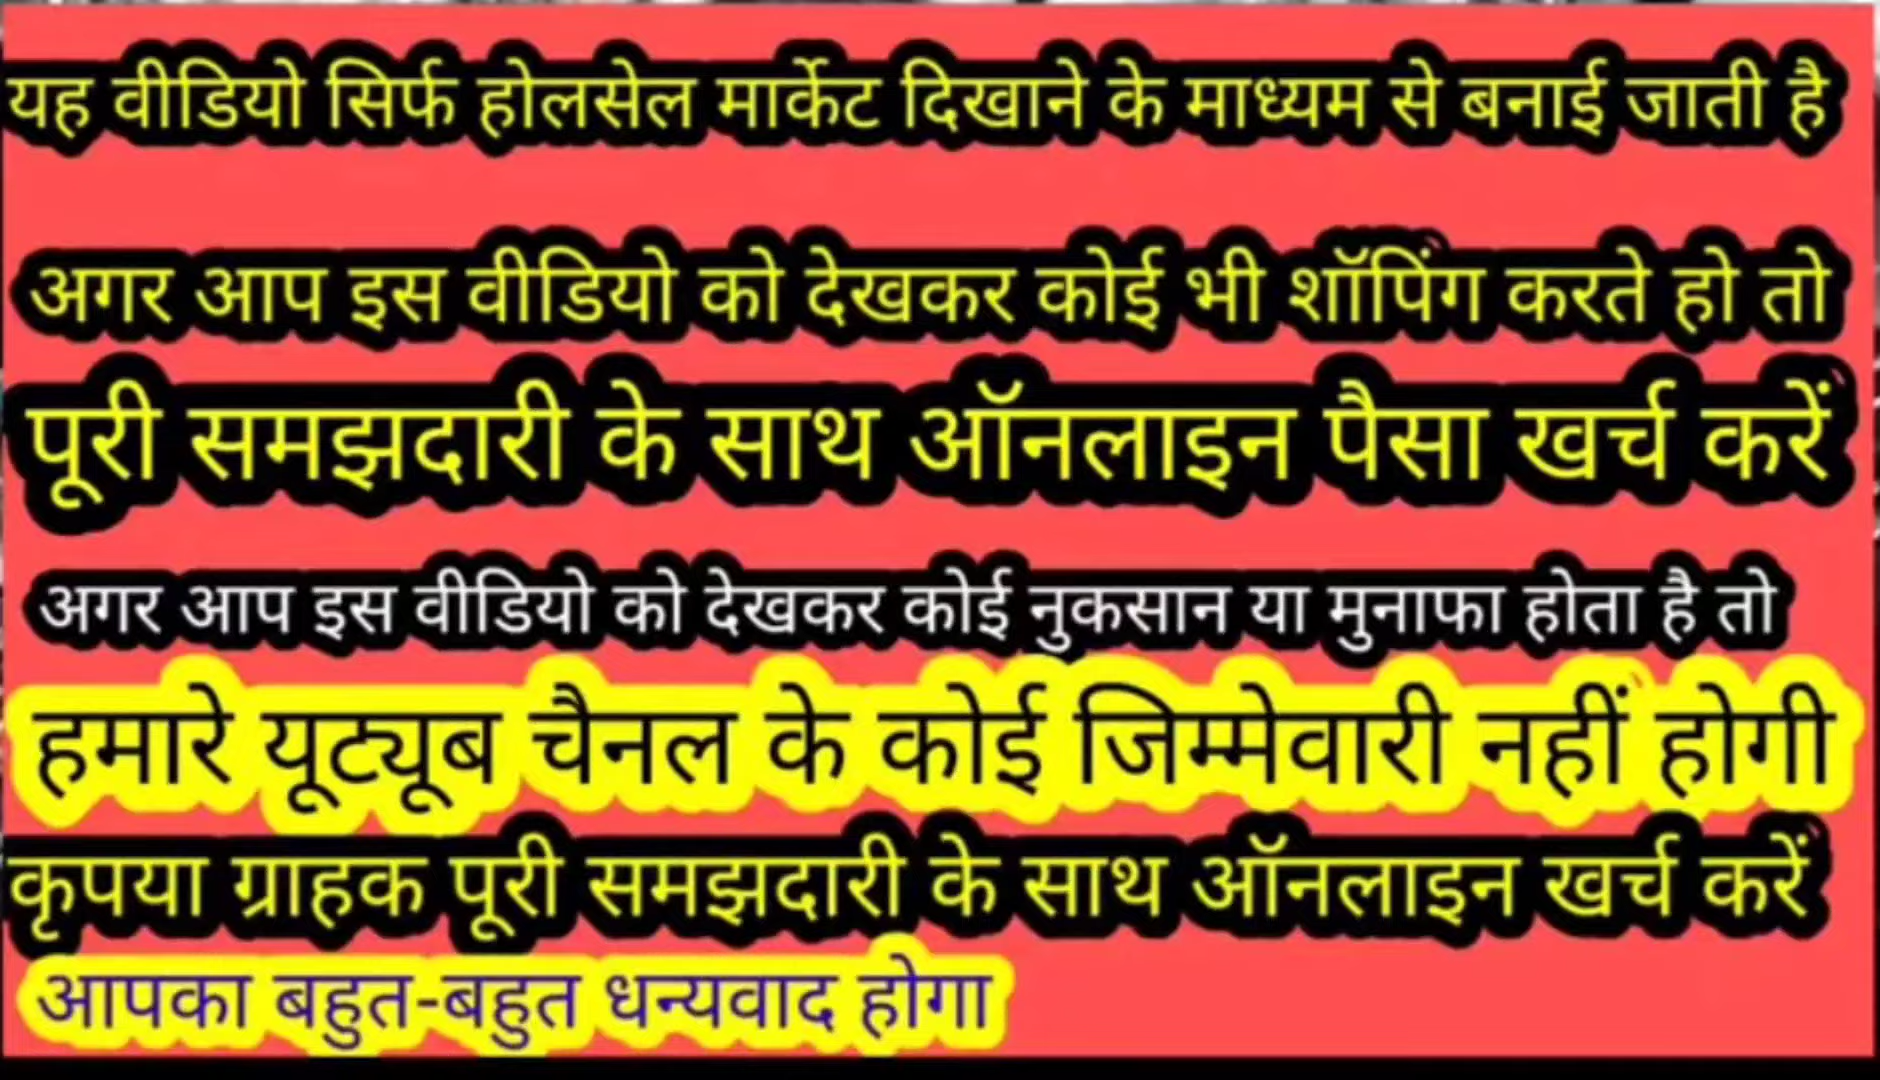 यह वीडियो सिर्फ होलसेल मार्केट दिखाने के माध्यम से बनाई जाती है
अगर आप इस वीडियो को देखकर कोई भी शॉपिंग करते हो तो
पूरी समझदारी के साथ ऑनलाइन पैसा खर्च करें
अगर आप इस वीडियो को देखकर कोई नुकसान या मुनाफा होता है तो
हमारे यूट्यूब चैनल के कोई जिम्मेवारी नहीं होगी
कृपया ग्राहक पूरी समझदारी के साथ ऑनलाइन खर्च करें
आपका बहुत-बहुत धन्यवाद होगा